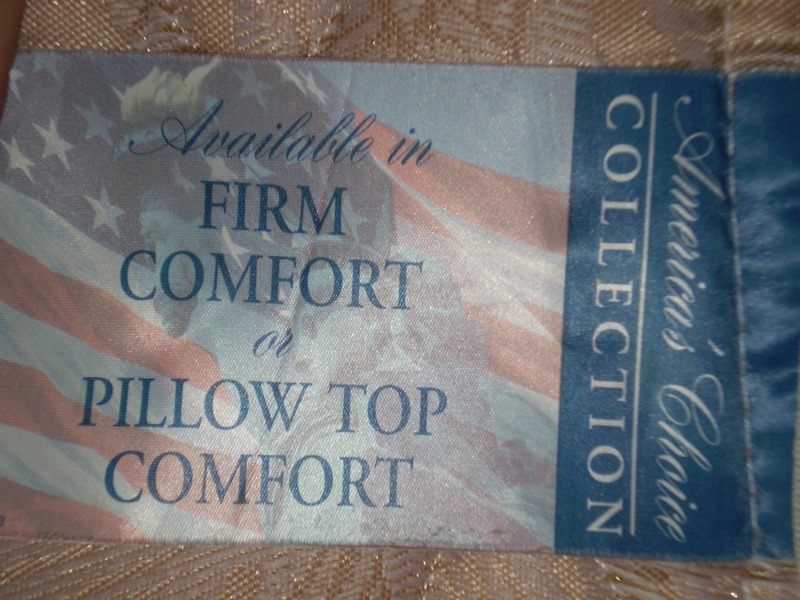 Available in
FIRM
COMFORT
or
PILLOW TOP
COMFORT
America's Choice
COLLECTION